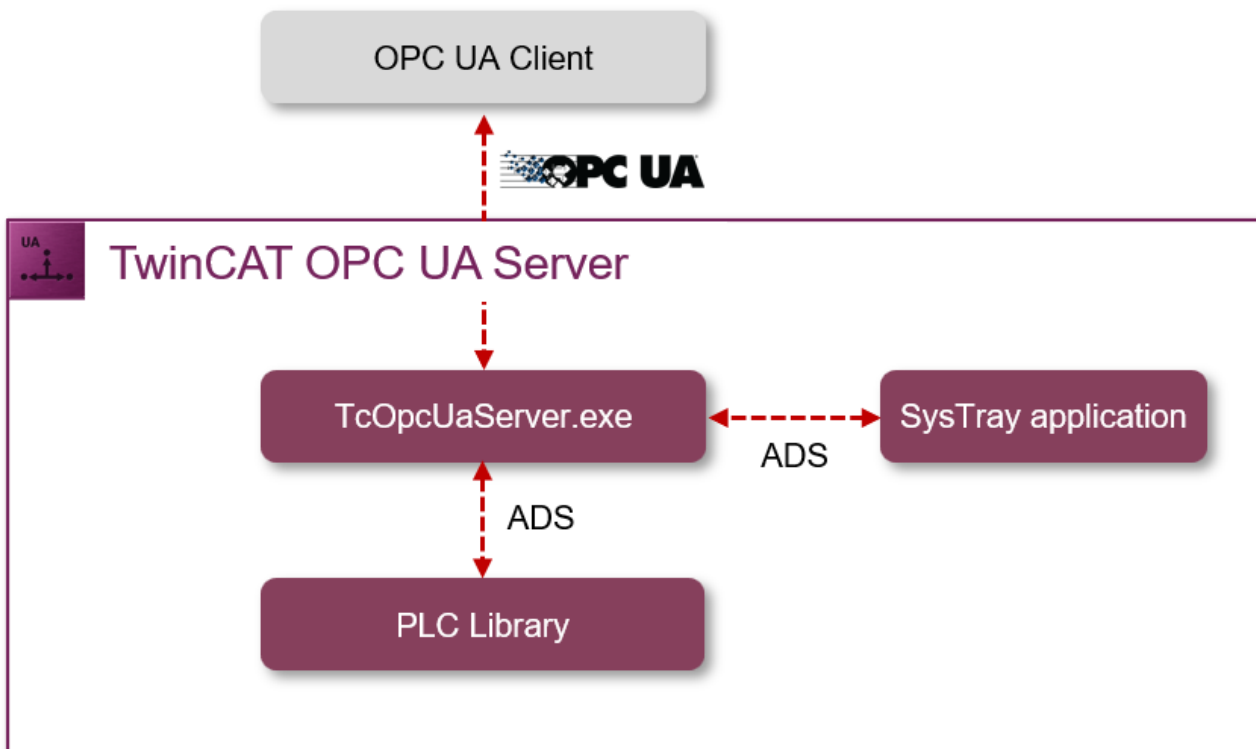 OPC UA Client
OPC UA
UA
TwinCAT OPC UA Server
TcOpcUaServer.exe
SysTray application
ADS
ADS
PLC Library